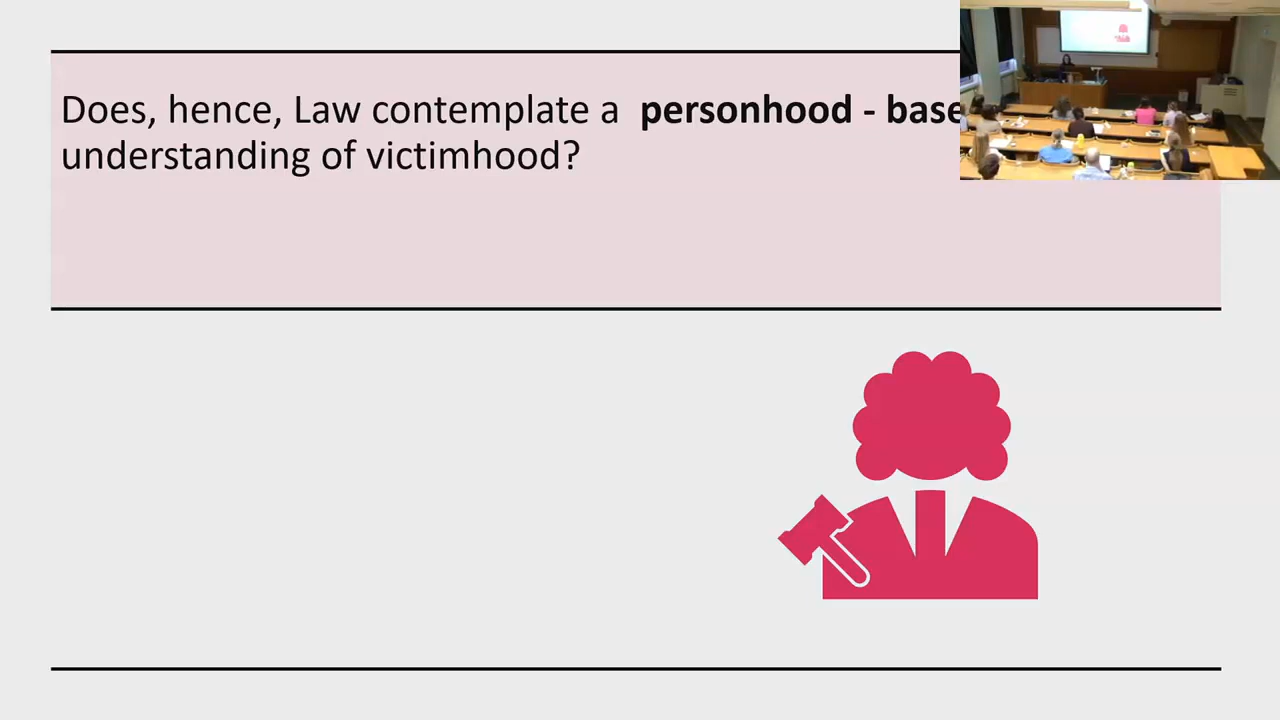 Does, hence, Law contemplate a personhood - base
understanding of victimhood?